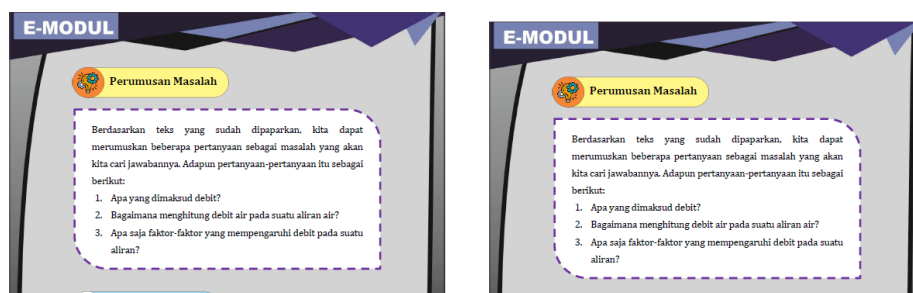 E-MODUL
Perumusan Masalah
Berdasarkan teks yang sudah dipaparkan, kita dapat
merumuskan beberapa pertanyaan sebagai masalah yang akan
kita cari jawabannya. Adapun pertanyaan-pertanyaan itu sebagai
berikut:
1. Apa yang dimaksud debit?
2. Bagaimana menghitung debit air pada suatu aliran air?
3. Apa saja faktor-faktor yang mempengaruhi debit pada suatu
aliran?
E-MODUL
Perumusan Masalah
Berdasarkan teks yang sudah dipaparkan, kita dapat
merumuskan beberapa pertanyaan sebagai masalah yang akan
kita cari jawabannya. Adapun pertanyaan-pertanyaan itu sebagai
berikut:
1. Apa yang dimaksud debit?
2. Bagaimana menghitung debit air pada suatu aliran air?
3. Apa saja faktor-faktor yang mempengaruhi debit pada suatu
aliran?